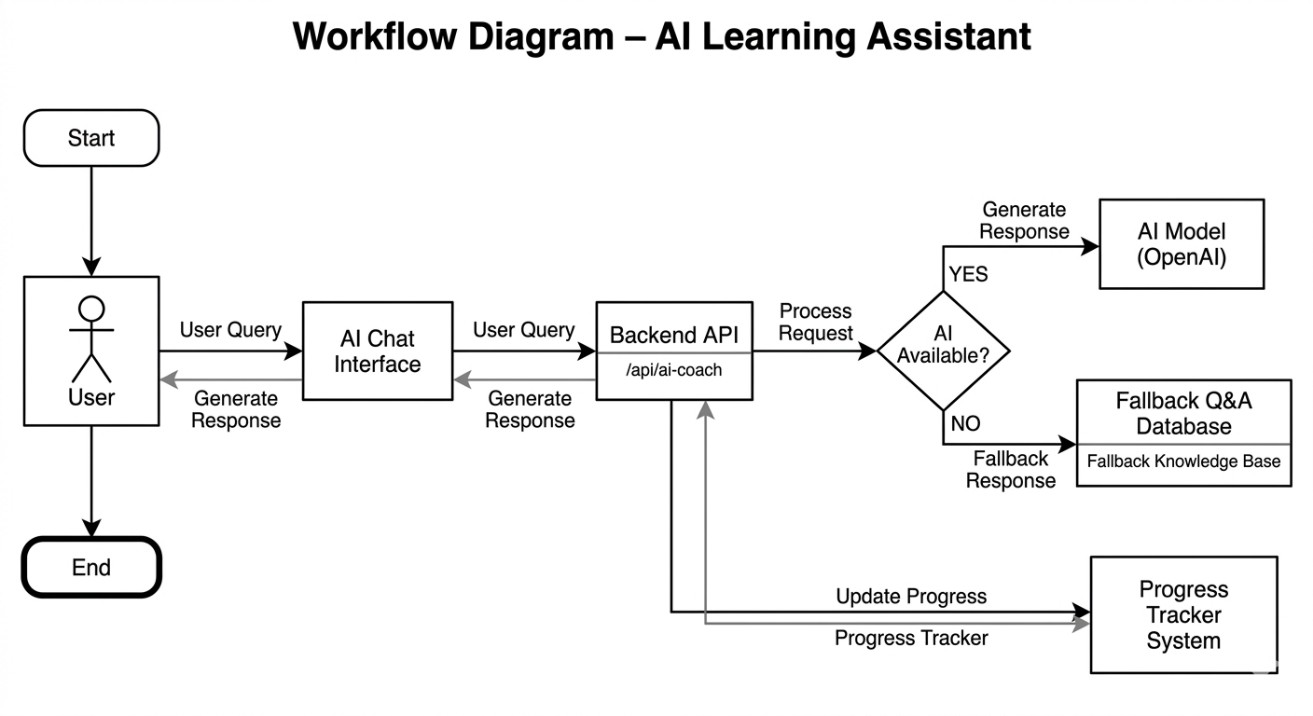 Workflow Diagram – AI Learning Assistant
Start
User
End
User Query
Generate
Response
AI Chat
Interface
User Query
Generate
Response
Backend API
/api/ai-coach
Process
Request
AI
Available?
YES
Generate
Response
AI Model
(OpenAI)
NO
Fallback
Response
Fallback Q&A
Database
Fallback Knowledge Base
Update Progress
Progress Tracker
Progress
Tracker
System